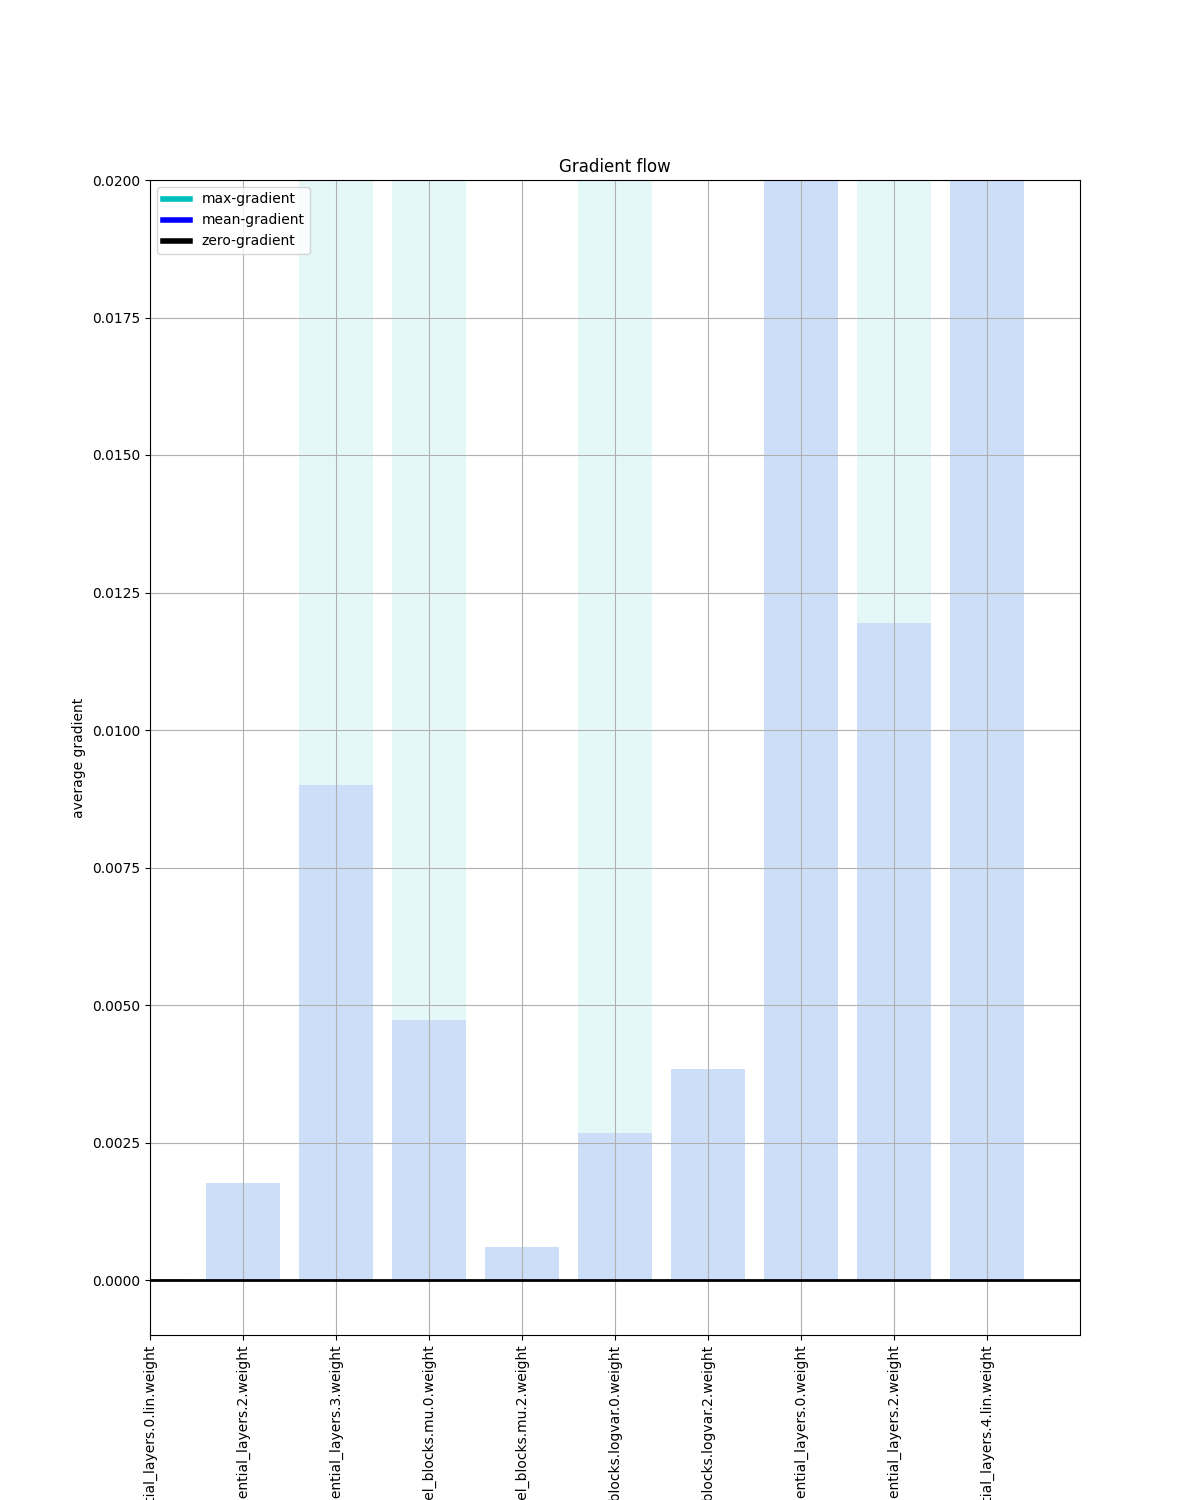 Gradient flow
max-gradient
mean-gradient
zero-gradient
0.0200
0.0175
0.0150
0.0125
0.0100
0.0075
0.0050
0.0025
0.0000
average gradient
tial_layers.0.lin.weight
ential_layers.2.weight
ential_layers.3.weight
el_blocks.mu.0.weight
el_blocks.mu.2.weight
blocks.logvar.0.weight
blocks.logvar.2.weight
ential_layers.0.weight
ential_layers.2.weight
tial_layers.4.lin.weight